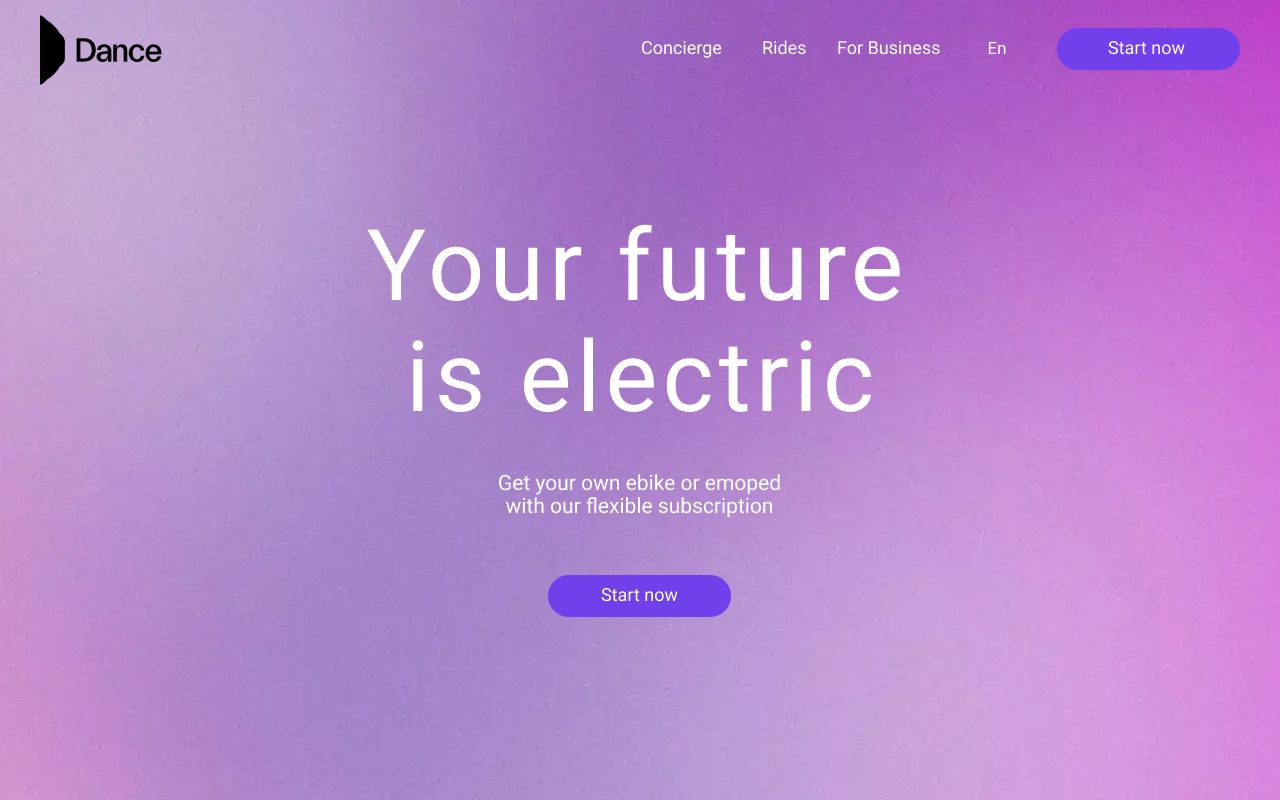 Dance
Concierge Rides For Business En Start now
Your future
is electric
Get your own ebike or emoped
with our flexible subscription
Start now